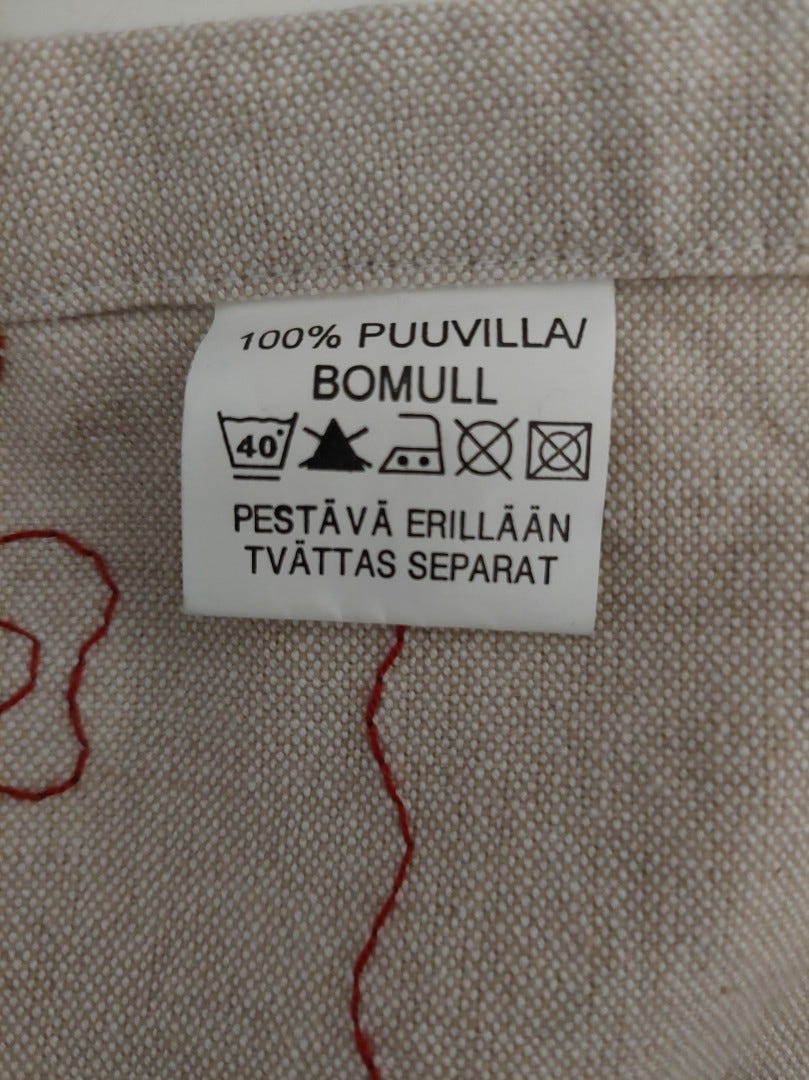 100% PUUVILLA/
BOMULL
40°
PESTÄVÄ ERILLÄÄN
TVÄTTAS SEPARAT